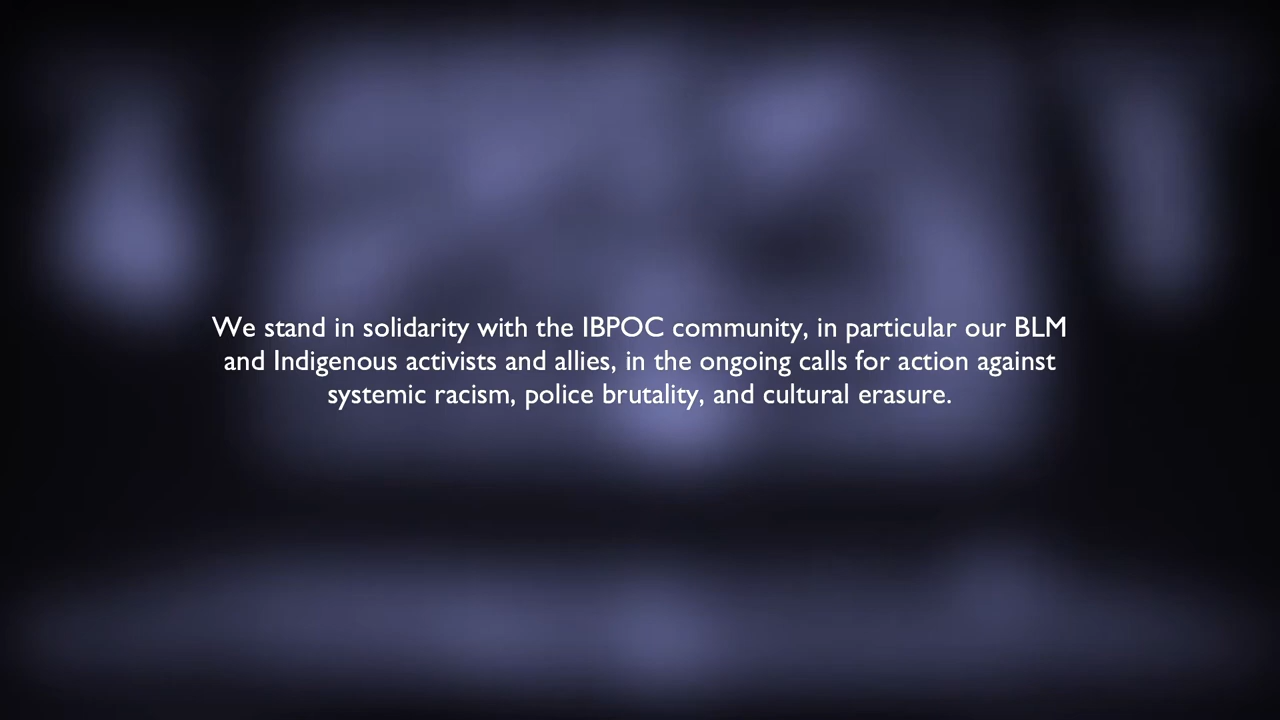 We stand in solidarity with the IBPOC community, in particular our BLM
and Indigenous activists and allies, in the ongoing calls for action against
systemic racism, police brutality, and cultural erasure.